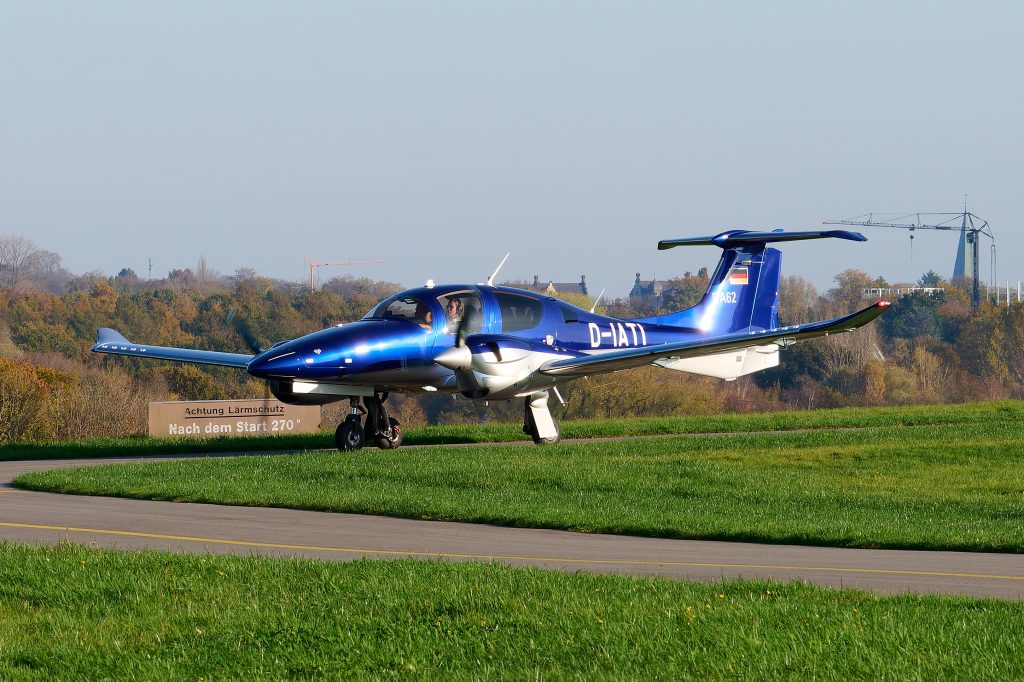 DA62
D-IATI
Achtung Lärmschutz
Nach dem Start 270°